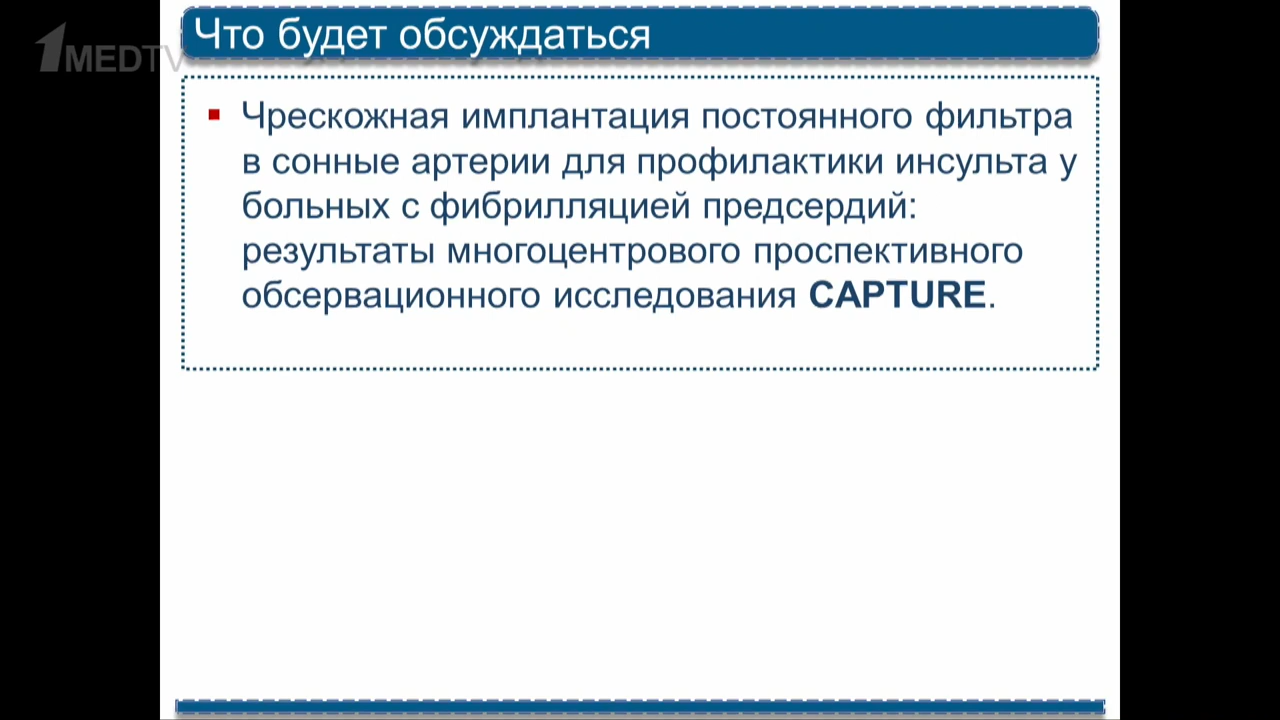 Что будет обсуждаться
1MEDTV
Чрескожная имплантация постоянного фильтра
в сонные артерии для профилактики инсульта у
больных с фибрилляцией предсердий:
результаты многоцентрового проспективного
обсервационного исследования CAPTURE.